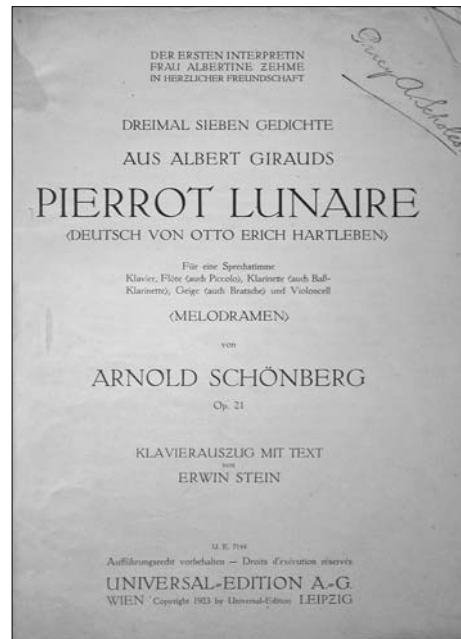 Percy A. Scholes
DER ERSTEN INTERPRETIN
FRAU ALBERTINE ZEHME
IN HERZLICHER FREUNDSCHAFT
DREIMAL SIEBEN GEDICHTE
AUS ALBERT GIRAUDS
PIERROT LUNAIRE
‹DEUTSCH VON OTTO ERICH HARTLEBEN›
Für eine Sprechstimme
Klavier, Flöte (auch Piccolo), Klarinette (auch Baß-
Klarinette), Geige (auch Bratsche) und Violoncell
‹MELODRAMEN›
von
ARNOLD SCHÖNBERG
Op. 21
KLAVIERAUSZUG MIT TEXT
von
ERWIN STEIN
U. E. 7144
Aufführungsrecht vorbehalten — Droits d'exécution réservés
UNIVERSAL-EDITION A.-G.
WIEN Copyright 1923 by Universal-Edition LEIPZIG